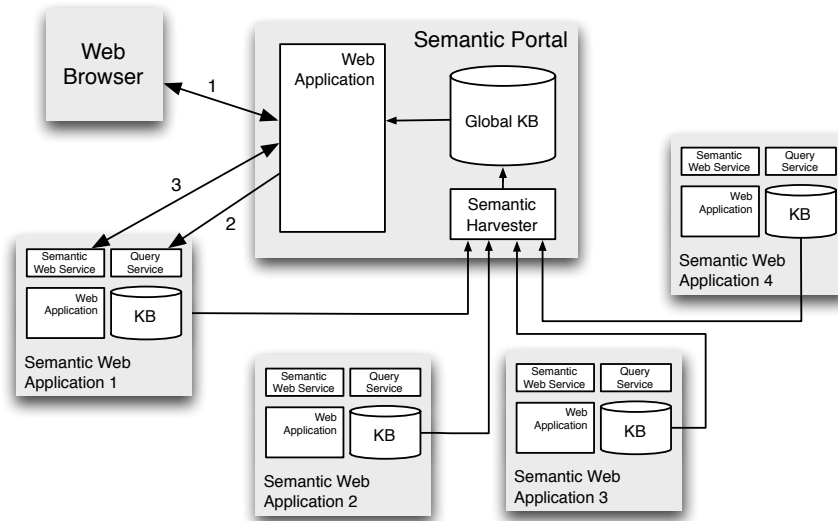 Web
Browser
1
Semantic Portal
Web
Application
Global KB
Semantic
Harvester
3
2
Semantic
Web Service
Query
Service
Web
Application
KB
Semantic Web
Application 1
Semantic
Web Service
Query
Service
Web
Application
KB
Semantic Web
Application 2
Semantic
Web Service
Query
Service
Web
Application
KB
Semantic Web
Application 3
Semantic
Web Service
Query
Service
Web
Application
KB
Semantic Web
Application 4